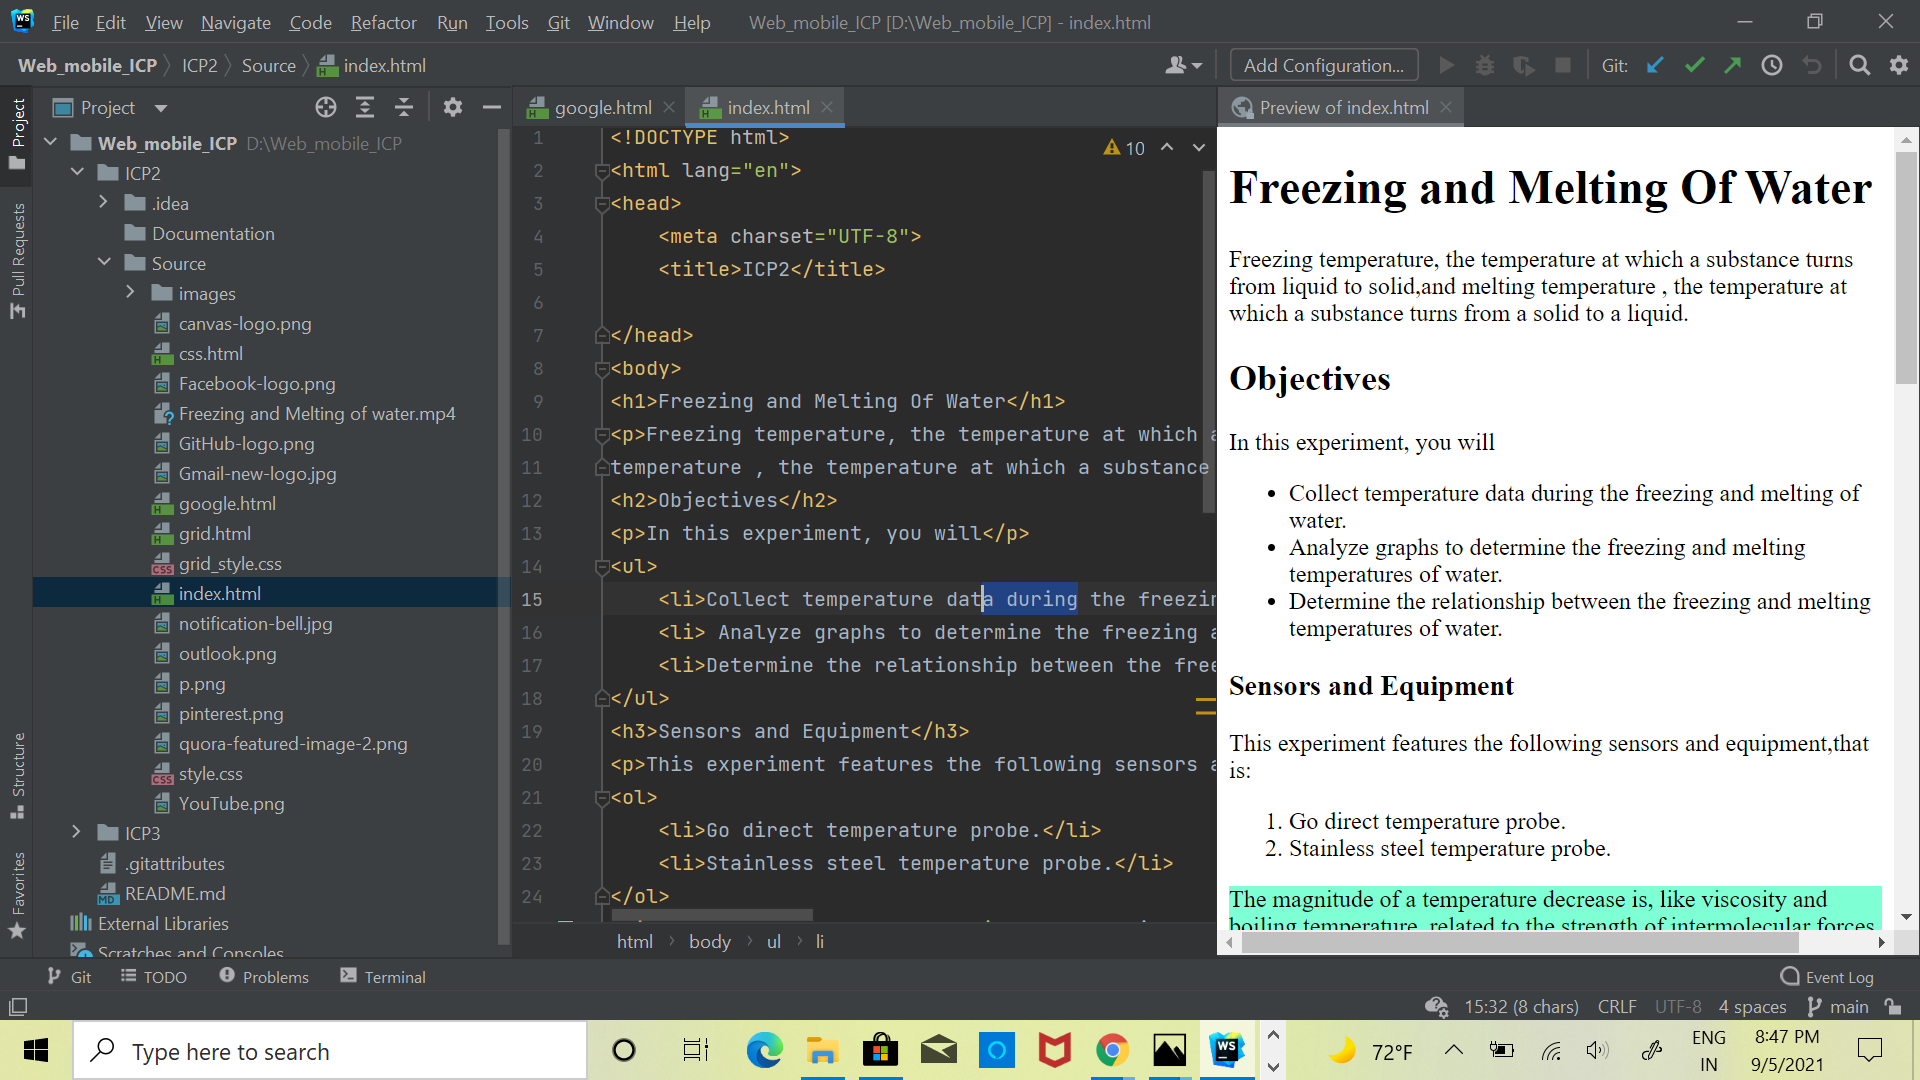 WS File Edit View Navigate Code Refactor Run Tools Git Window Help Web_mobile_ICP [D:\Web_mobile_ICP] - index.html
Web_mobile_ICP ICP2 Source index.html Add Configuration... Git:
Project google.html index.html Preview of index.html
Project
Pull Requests
Structure
Favorites
Web_mobile_ICP D:\Web_mobile_ICP
ICP2
.idea
Documentation
Source
images
canvas-logo.png
css.html
Facebook-logo.png
Freezing and Melting of water.mp4
GitHub-logo.png
Gmail-new-logo.jpg
google.html
grid.html
grid_style.css
index.html
notification-bell.jpg
outlook.png
p.png
pinterest.png
quora-featured-image-2.png
style.css
YouTube.png
ICP3
.gitattributes
README.md
External Libraries
Scratches and Consoles
10
1 <!DOCTYPE html>
2 <html lang="en">
3 <head>
4 <meta charset="UTF-8">
5 <title>ICP2</title>
6
7 </head>
8 <body>
9 <h1>Freezing and Melting Of Water</h1>
10 <p>Freezing temperature, the temperature at which a
11 temperature , the temperature at which a substance
12 <h2>Objectives</h2>
13 <p>In this experiment, you will</p>
14 <ul>
15 <li>Collect temperature data during the freezin
16 <li> Analyze graphs to determine the freezing a
17 <li>Determine the relationship between the free
18 </ul>
19 <h3>Sensors and Equipment</h3>
20 <p>This experiment features the following sensors a
21 <ol>
22 <li>Go direct temperature probe.</li>
23 <li>Stainless steel temperature probe.</li>
24 </ol>
html body ul li
Freezing and Melting Of Water
Freezing temperature, the temperature at which a substance turns
from liquid to solid,and melting temperature , the temperature at
which a substance turns from a solid to a liquid.
Objectives
In this experiment, you will
• Collect temperature data during the freezing and melting of
water.
• Analyze graphs to determine the freezing and melting
temperatures of water.
• Determine the relationship between the freezing and melting
temperatures of water.
Sensors and Equipment
This experiment features the following sensors and equipment,that
is:
1. Go direct temperature probe.
2. Stainless steel temperature probe.
The magnitude of a temperature decrease is, like viscosity and
boiling temperature, related to the strength of intermolecular forces
Git TODO Problems Terminal Event Log
15:32 (8 chars) CRLF UTF-8 4 spaces main
Type here to search WS 72°F ENG 8:47 PM
IN 9/5/2021